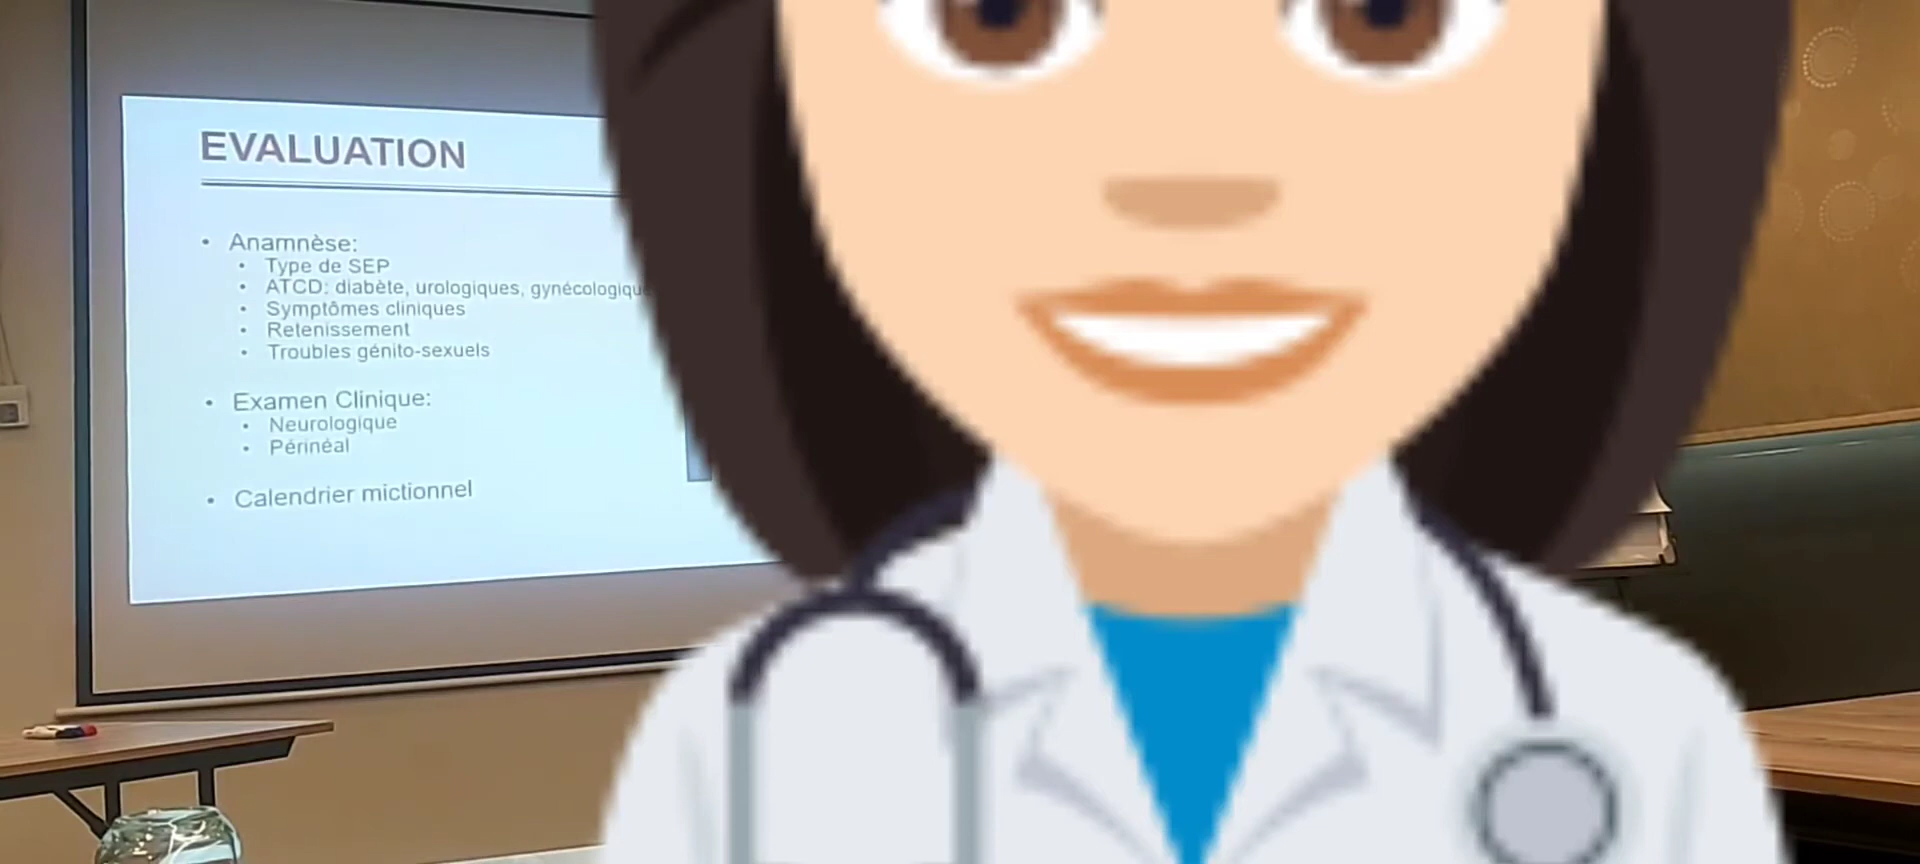 EVALUATION
• Anamnèse:
• Type de SEP
• ATCD: diabète, urologiques, gynécologiqu
• Symptômes cliniques
• Retenissement
• Troubles génito-sexuels
• Examen Clinique:
• Neurologique
• Périnéal
• Calendrier mictionnel